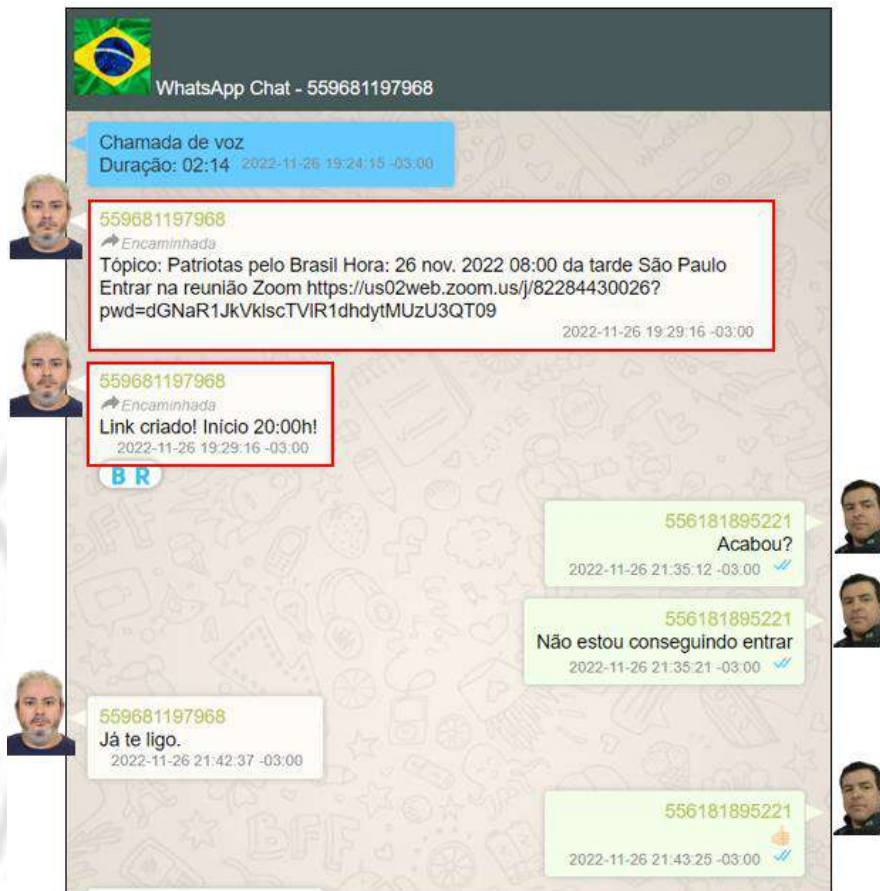 WhatsApp Chat - 559681197968
Chamada de voz
Duração: 02:14 2022-11-26 19:24:15 -03:00
559681197968
Encaminhada
Tópico: Patriotas pelo Brasil Hora: 26 nov. 2022 08:00 da tarde São Paulo
Entrar na reunião Zoom https://us02web.zoom.us/j/82284430026?
pwd=dGNaR1JkVklscTVlR1dhdytMUzU3QT09
2022-11-26 19:29:16 -03:00
559681197968
Encaminhada
Link criado! Início 20:00h!
2022-11-26 19:29:16 -03:00
B R
556181895221
Acabou?
2022-11-26 21:35:12 -03:00
556181895221
Não estou conseguindo entrar
2022-11-26 21:35:21 -03:00
559681197968
Já te ligo.
2022-11-26 21:42:37 -03:00
556181895221
2022-11-26 21:43:25 -03:00